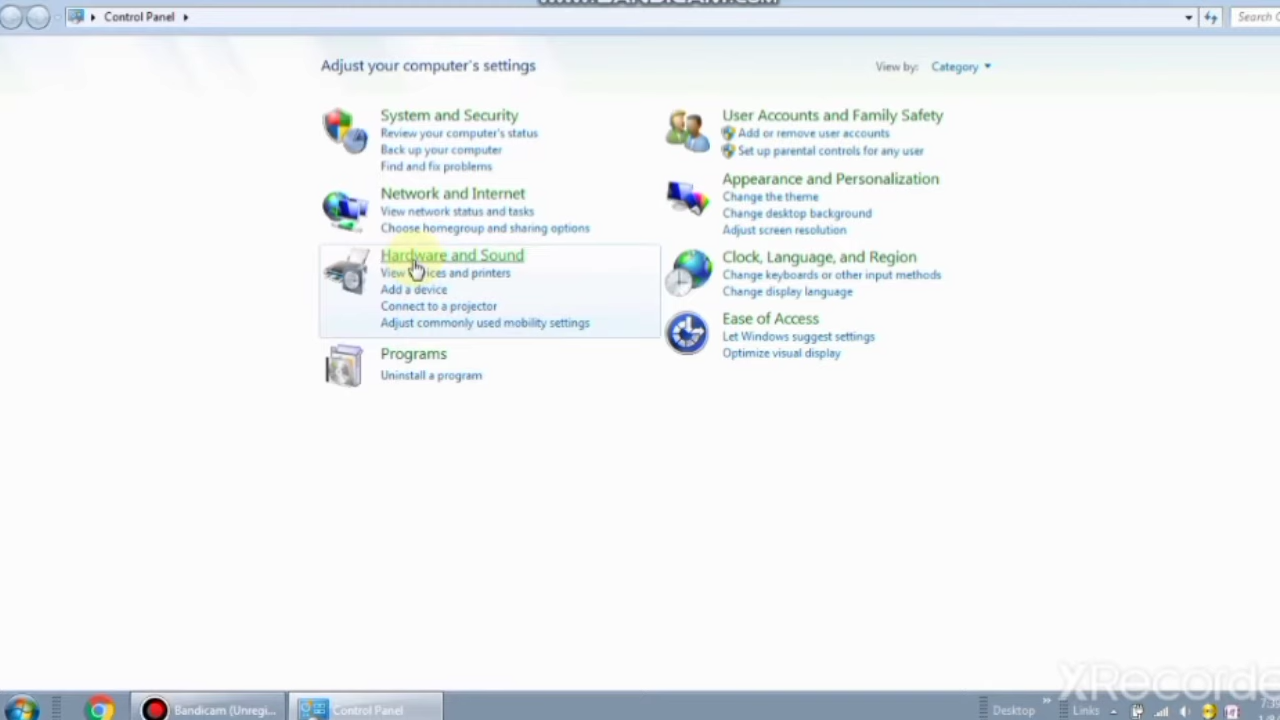 WWW.BANDICAM.COM
Control Panel
Search C
Adjust your computer's settings
View by: Category
System and Security
Review your computer's status
Back up your computer
Find and fix problems
Network and Internet
View network status and tasks
Choose homegroup and sharing options
Hardware and Sound
View devices and printers
Add a device
Connect to a projector
Adjust commonly used mobility settings
Programs
Uninstall a program
User Accounts and Family Safety
Add or remove user accounts
Set up parental controls for any user
Appearance and Personalization
Change the theme
Change desktop background
Adjust screen resolution
Clock, Language, and Region
Change keyboards or other input methods
Change display language
Ease of Access
Let Windows suggest settings
Optimize visual display
XRecorde
Bandicam (Unregi...
Control Panel
Desktop
Links